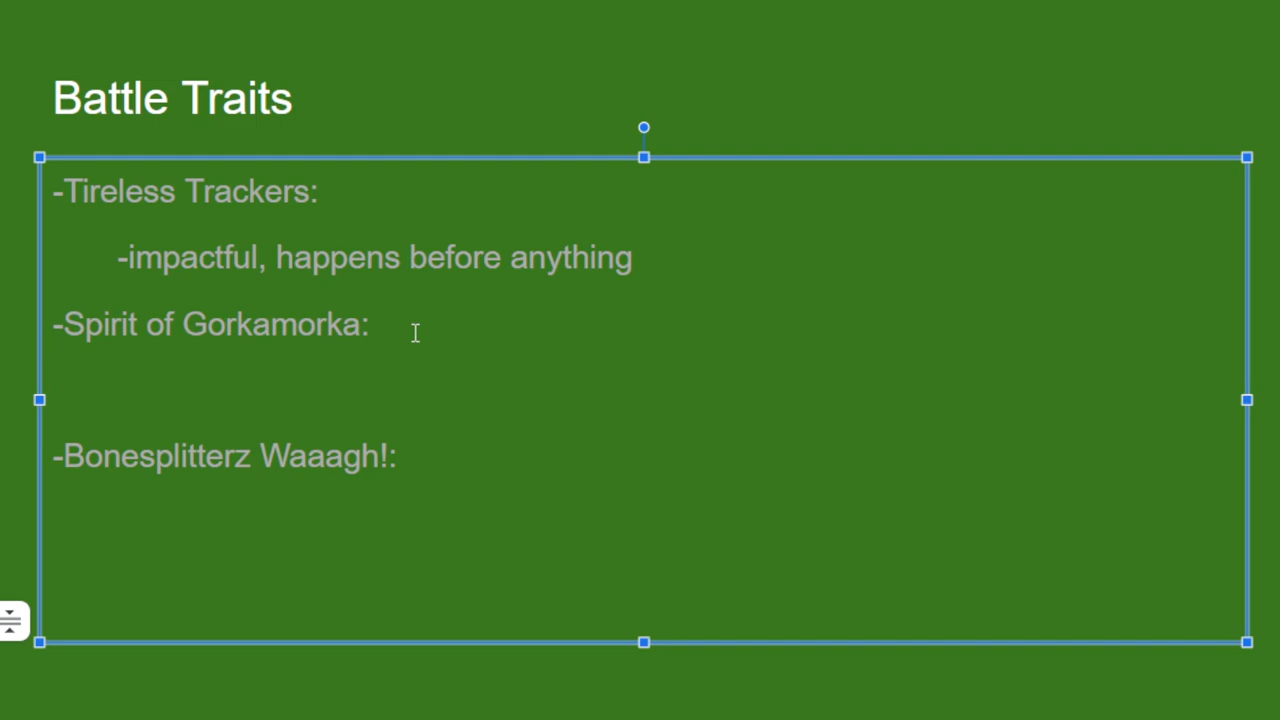 Battle Traits
-Tireless Trackers:
-impactful, happens before anything
-Spirit of Gorkamorka:
-Bonesplitterz Waaagh!: